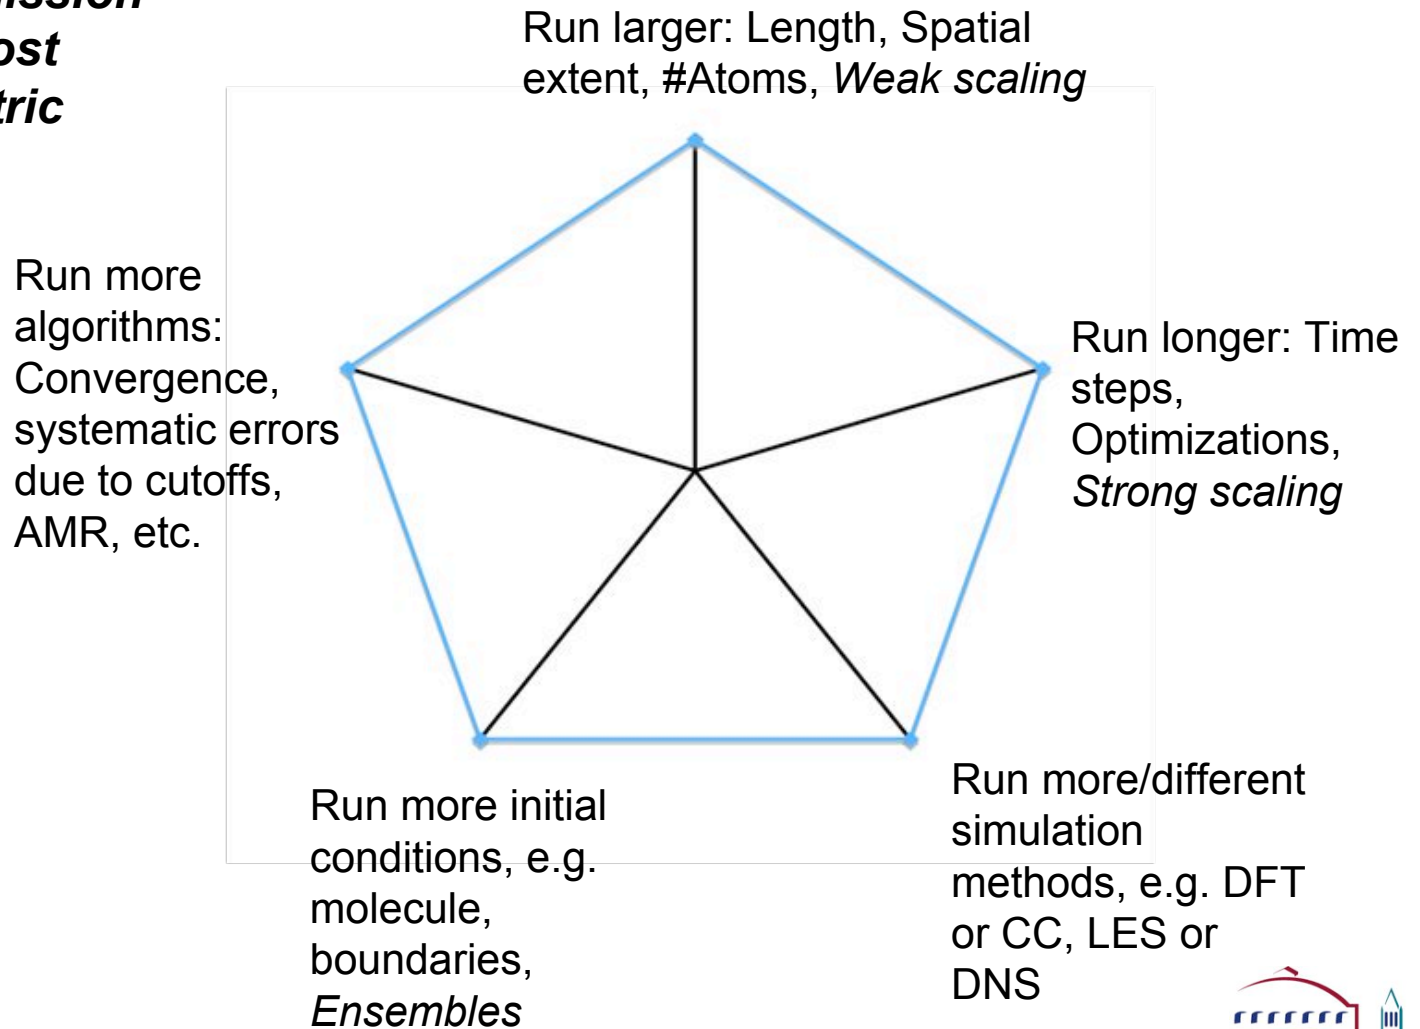 Run larger: Length, Spatial
extent, #Atoms, Weak scaling
Run more
algorithms:
Convergence,
systematic errors
due to cutoffs,
AMR, etc.
Run longer: Time
steps,
Optimizations,
Strong scaling
Run more initial
conditions, e.g.
molecule,
boundaries,
Ensembles
Run more/different
simulation
methods, e.g. DFT
or CC, LES or
DNS